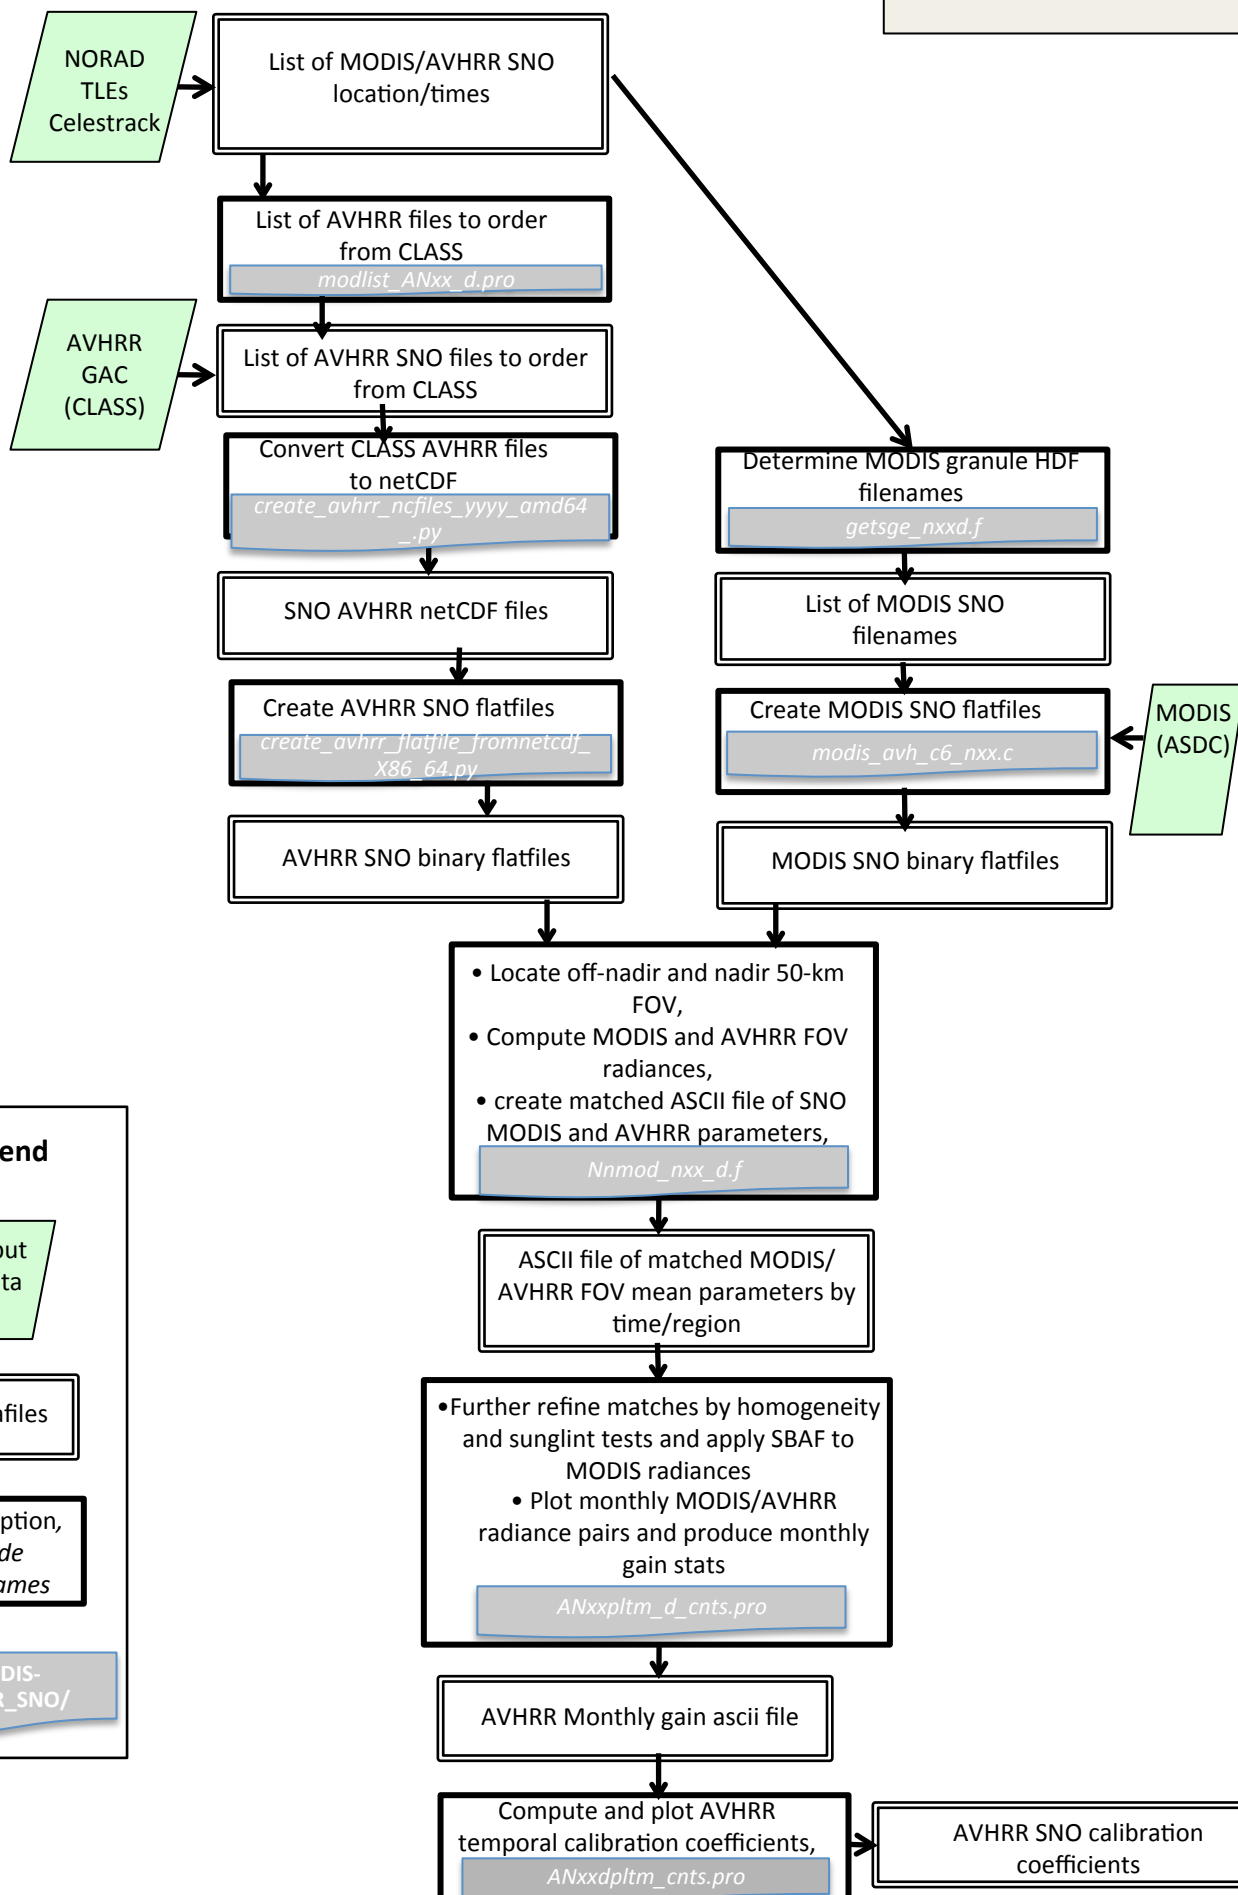 NORAD
TLEs
Celestrack
List of MODIS/AVHRR SNO
location/times
List of AVHRR files to order
from CLASS
modlist_ANxx_d.pro
AVHRR
GAC
(CLASS)
List of AVHRR SNO files to order
from CLASS
Convert CLASS AVHRR files
to netCDF
create_avhrr_ncfiles_yyyy_amd64
_.py
Determine MODIS granule HDF
filenames
getsge_nxxd.f
SNO AVHRR netCDF files
List of MODIS SNO
filenames
Create AVHRR SNO flatfiles
create_avhrr_flatfile_fromnetcdf_
X86_64.py
Create MODIS SNO flatfiles
modis_avh_c6_nxx.c
MODIS
(ASDC)
AVHRR SNO binary flatfiles
MODIS SNO binary flatfiles
• Locate off-nadir and nadir 50-km
FOV,
• Compute MODIS and AVHRR FOV
radiances,
• create matched ASCII file of SNO
MODIS and AVHRR parameters,
Nnmod_nxx_d.f
ASCII file of matched MODIS/
AVHRR FOV mean parameters by
time/region
•Further refine matches by homogeneity
and sunglint tests and apply SBAF to
MODIS radiances
• Plot monthly MODIS/AVHRR
radiance pairs and produce monthly
gain stats
ANxxpltm_d_cnts.pro
AVHRR Monthly gain ascii file
Compute and plot AVHRR
temporal calibration coefficients,
ANxxdpltm_cnts.pro
AVHRR SNO calibration
coefficients
end
out
ta
files
ption,
de
ames
DIS-
R_SNO/